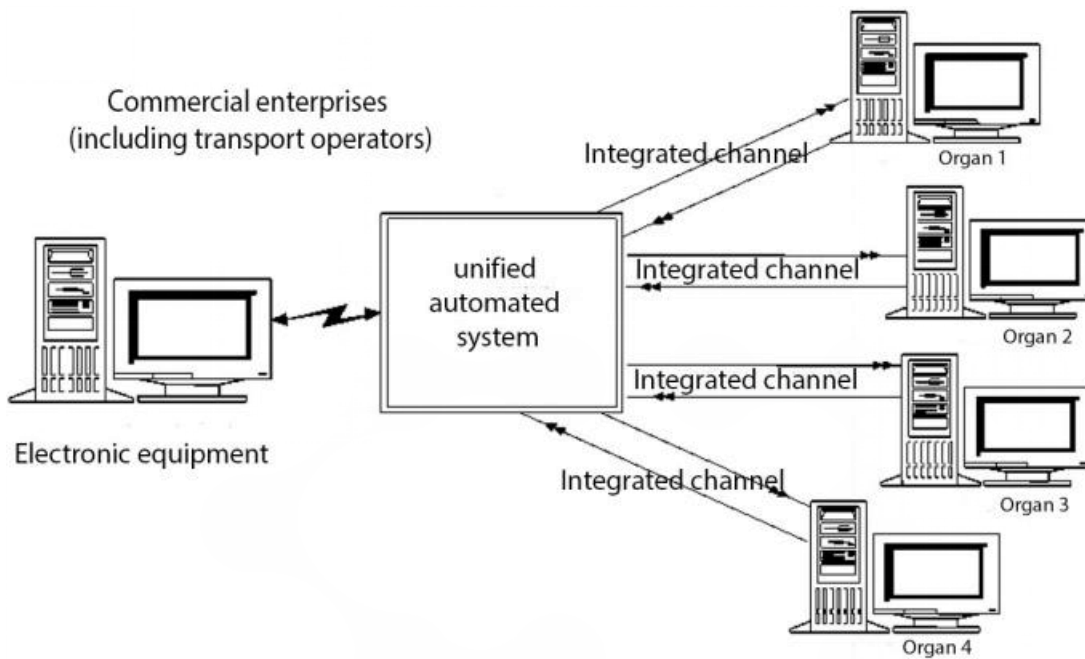 Commercial enterprises
(including transport operators)
Integrated channel
Organ 1
unified
automated
system
Integrated channel
Organ 2
Integrated channel
Organ 3
Electronic equipment
Integrated channel
Organ 4